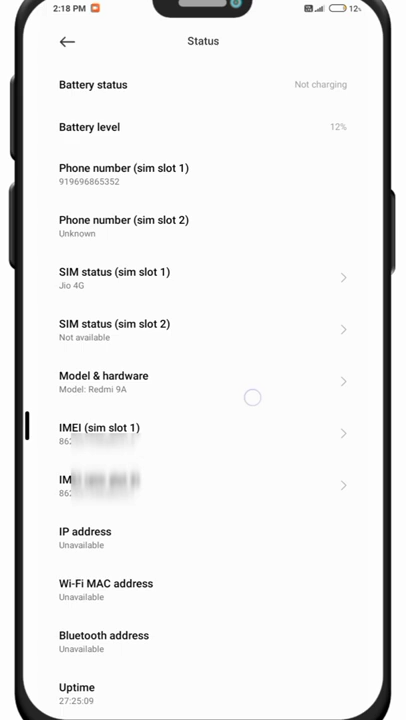 2:18 PM
12%
Status
Battery status
Not charging
Battery level
12%
Phone number (sim slot 1)
919696865352
Phone number (sim slot 2)
Unknown
SIM status (sim slot 1)
Jio 4G
SIM status (sim slot 2)
Not available
Model & hardware
Model: Redmi 9A
IMEI (sim slot 1)
862
IM
862
IP address
Unavailable
Wi-Fi MAC address
Unavailable
Bluetooth address
Unavailable
Uptime
27:25:09